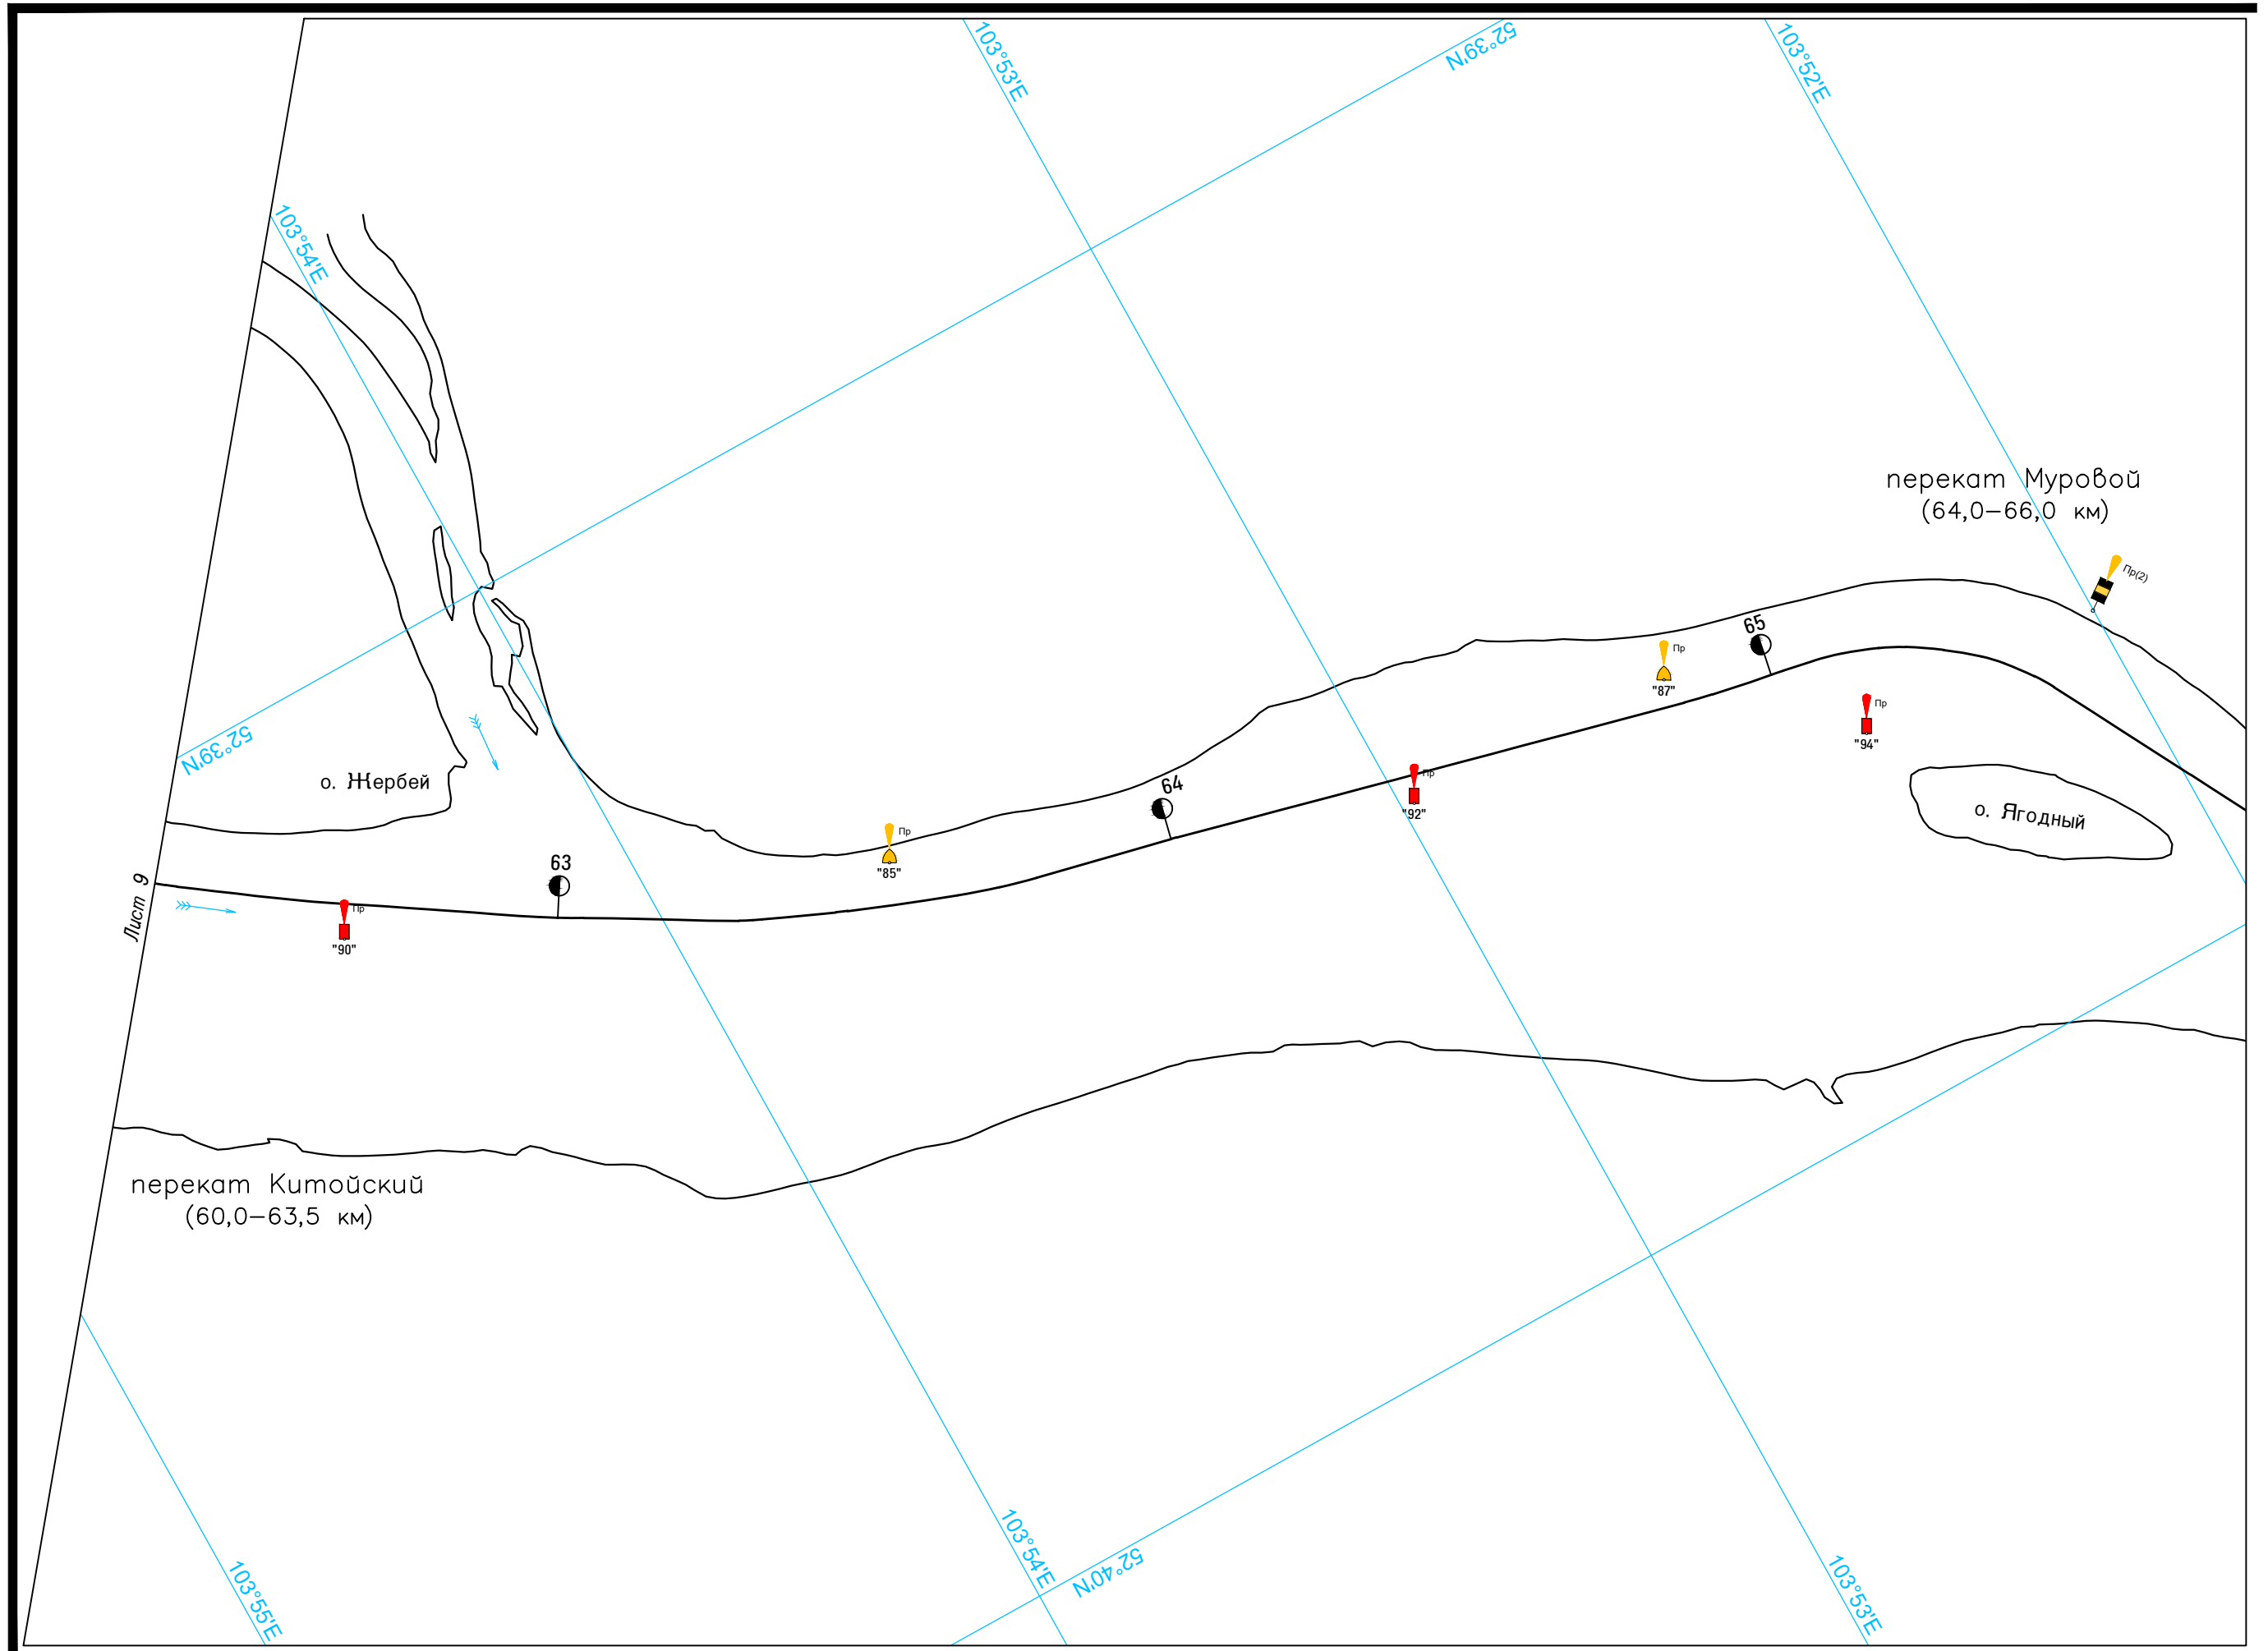 103°53'E
52°39'N
103°52'E
103°54'E
перекат Муровой
(64,0–66,0 км)
Пр(2)
65
Пр
"87"
Пр
"94"
52°39'N
о. Жербей
64
Пр
"92"
о. Ягодный
Пр
"85"
63
Лист 9
Пр
"90"
перекат Китойский
(60,0–63,5 км)
103°55'E
103°54'E
52°40'N
103°53'E